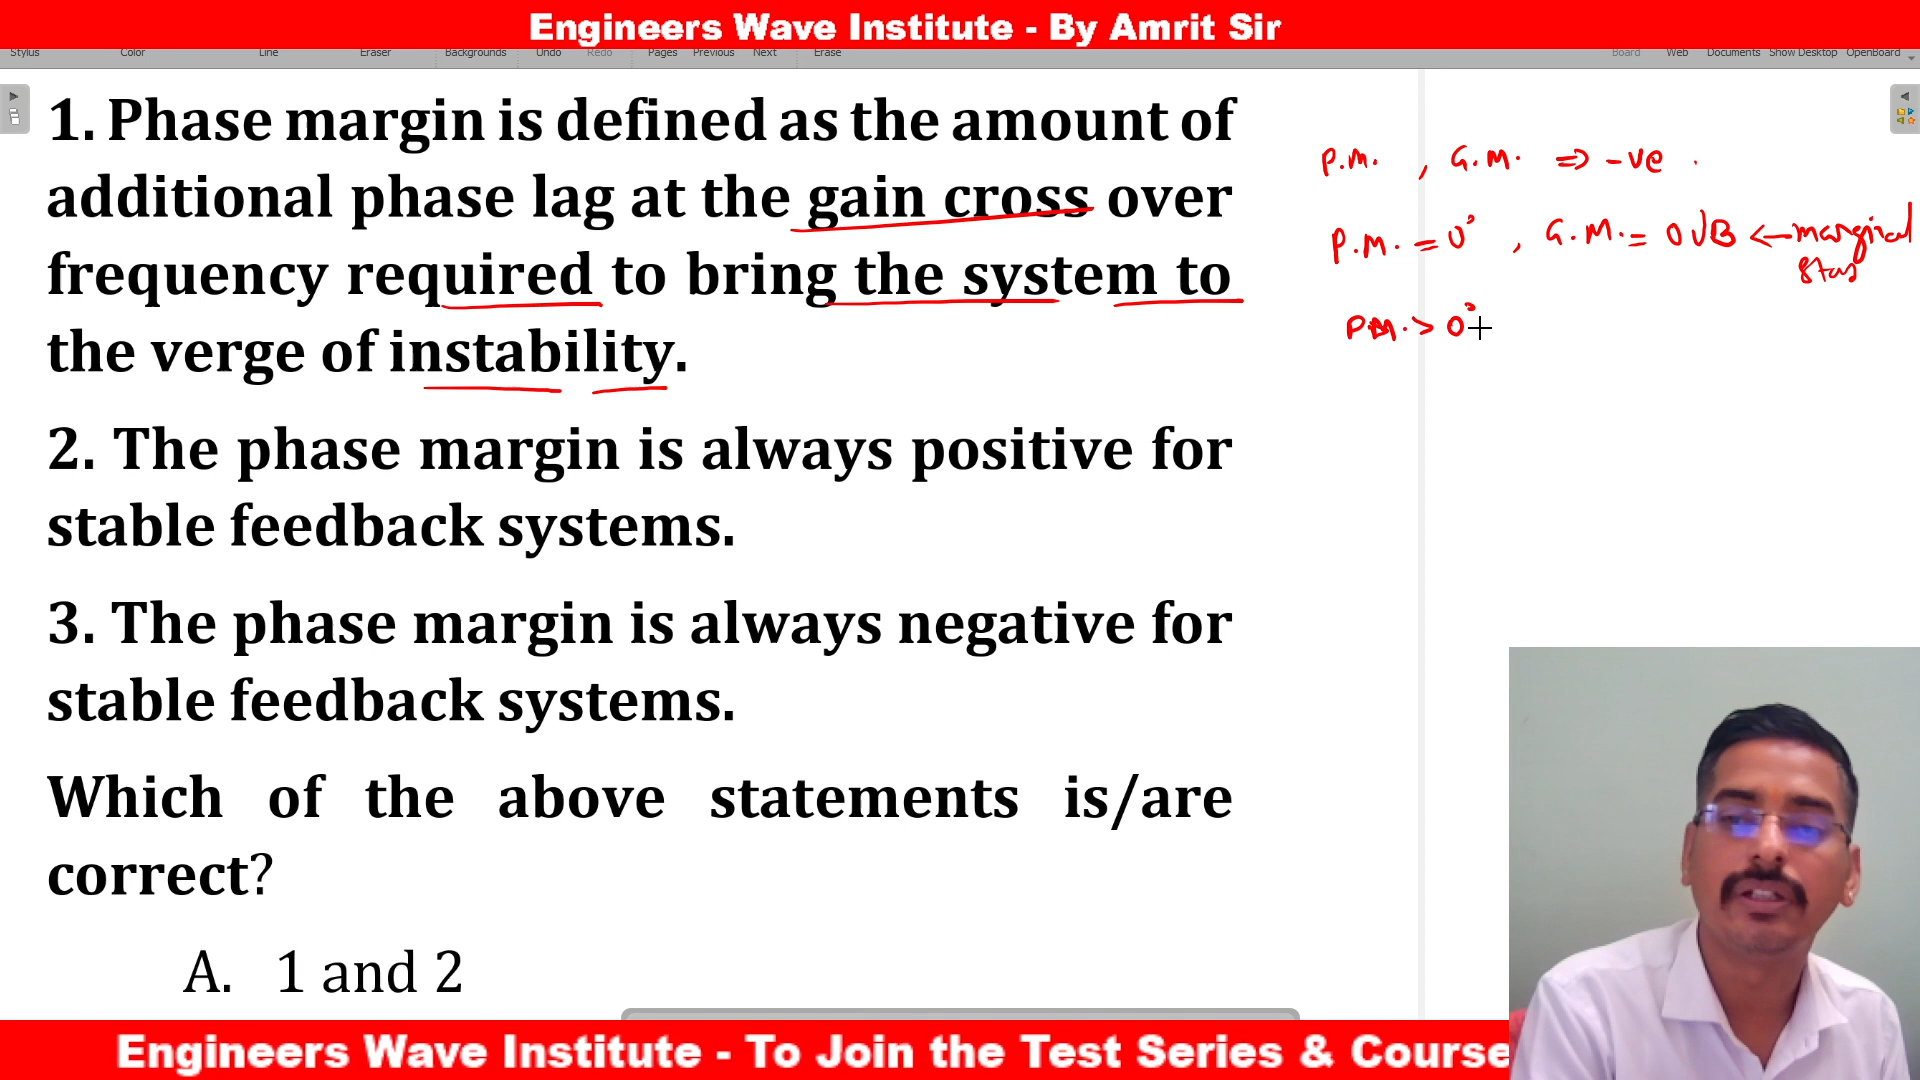 Engineers Wave Institute - By Amrit Sir
Stylus Color Line Eraser Backgrounds Undo Redo Pages Previous Next Erase Board Web Documents Show Desktop OpenBoard
1. Phase margin is defined as the amount of
additional phase lag at the gain cross over
frequency required to bring the system to
the verge of instability.
2. The phase margin is always positive for
stable feedback systems.
3. The phase margin is always negative for
stable feedback systems.
Which of the above statements is/are
correct?
A. 1 and 2
P.M. , G.M. => -ve .
P.M. = 0° , G.M. = 0 dB <— marginal
P.M. > 0°
Engineers Wave Institute - To Join the Test Series & Course